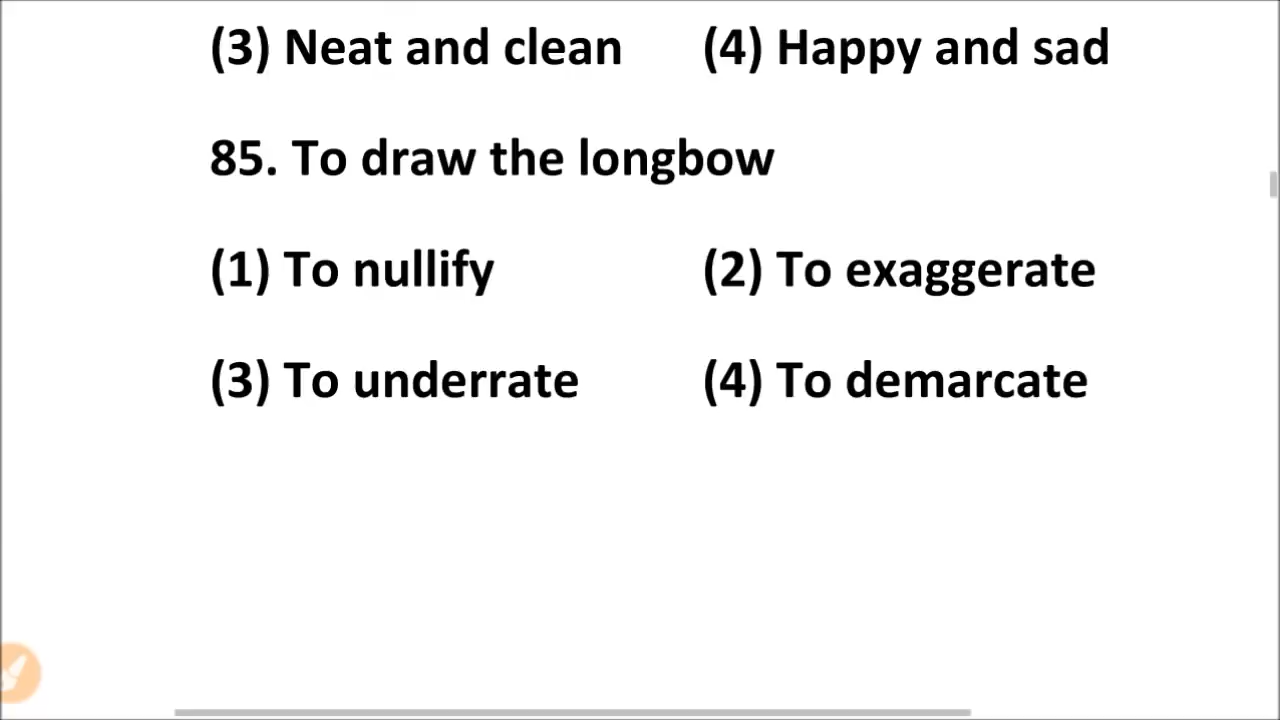 (3) Neat and clean (4) Happy and sad
85. To draw the longbow
(1) To nullify (2) To exaggerate
(3) To underrate (4) To demarcate